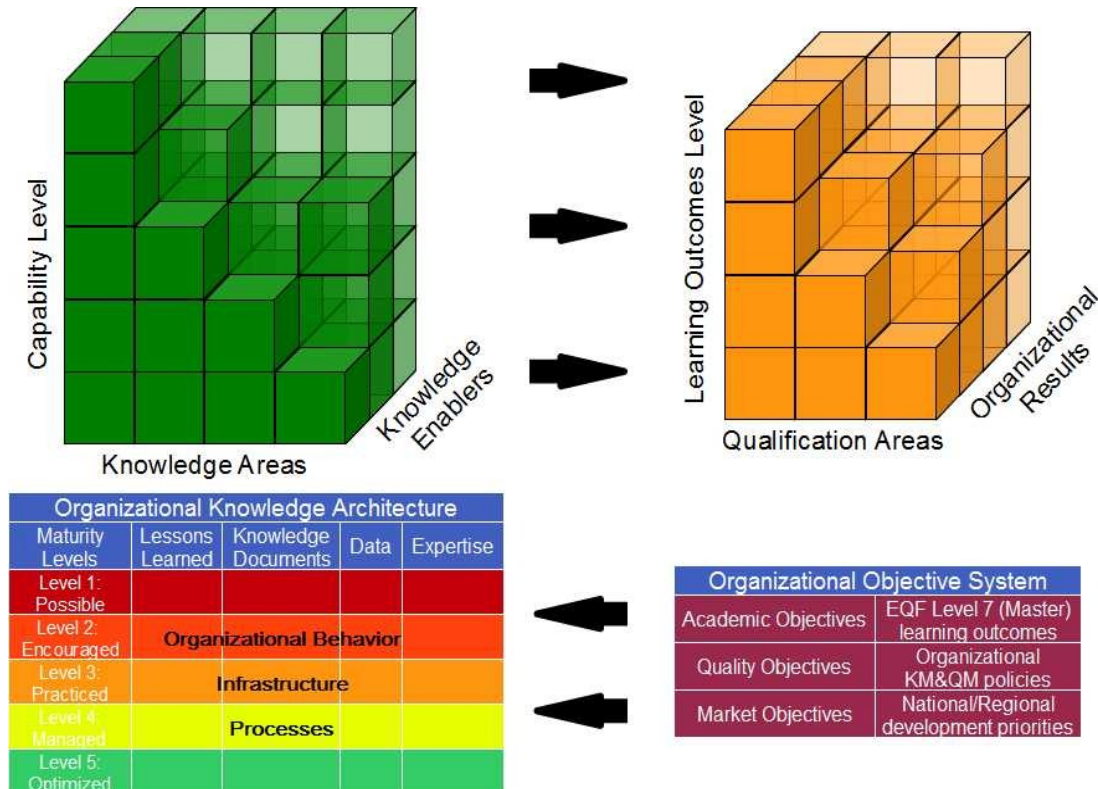 Capability Level
Knowledge Areas
Knowledge
Enablers
Learning Outcomes Level
Qualification Areas
Organizational
Results
Organizational Knowledge Architecture
Maturity
Levels
Lessons
Learned
Knowledge
Documents
Data
Expertise
Level 1:
Possible
Level 2:
Encouraged
Organizational Behavior
Level 3:
Practiced
Infrastructure
Level 4:
Managed
Processes
Level 5:
Optimized
Organizational Objective System
Academic Objectives
EQF Level 7 (Master)
learning outcomes
Quality Objectives
Organizational
KM&QM policies
Market Objectives
National/Regional
development priorities